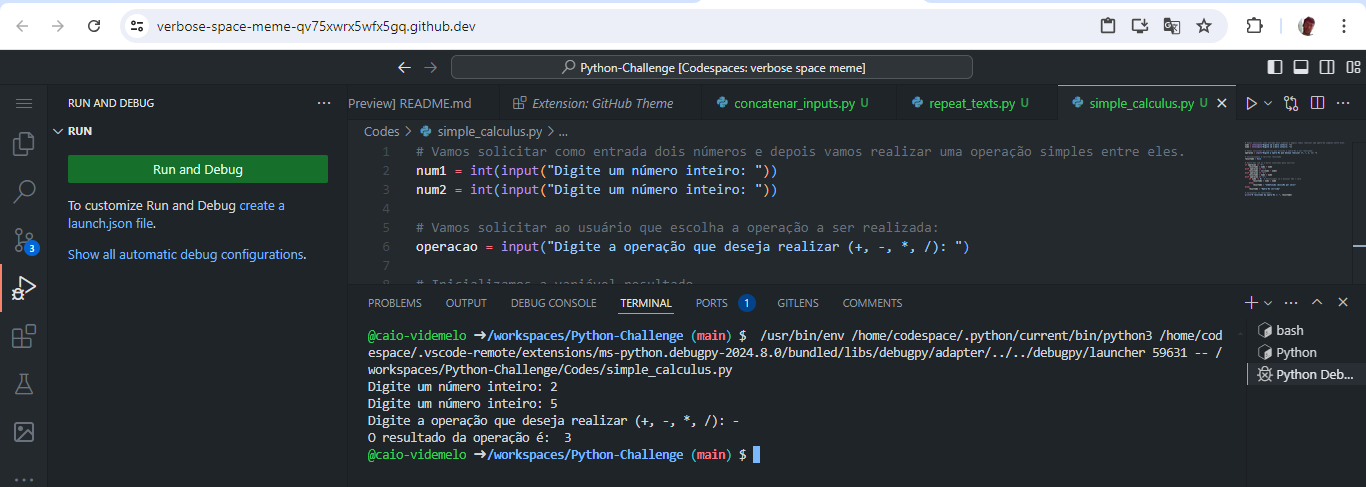 verbose-space-meme-qv75xwrx5wfx5gq.github.dev
Python-Challenge [Codespaces: verbose space meme]
RUN AND DEBUG
Preview] README.md
Extension: GitHub Theme
concatenar_inputs.py U
repeat_texts.py U
simple_calculus.py U
RUN
Codes > simple_calculus.py > ...
Run and Debug
To customize Run and Debug create a
launch.json file.
Show all automatic debug configurations.
3
1 # Vamos solicitar como entrada dois números e depois vamos realizar uma operação simples entre eles.
2 num1 = int(input("Digite um número inteiro: "))
3 num2 = int(input("Digite um número inteiro: "))
4
5 # Vamos solicitar ao usuário que escolha a operação a ser realizada:
6 operacao = input("Digite a operação que deseja realizar (+, -, *, /): ")
7
8 # Inicializamos a variável resultado
PROBLEMS OUTPUT DEBUG CONSOLE TERMINAL PORTS 1 GITLENS COMMENTS
@caio-videmelo ➜/workspaces/Python-Challenge (main) $  /usr/bin/env /home/codespace/.python/current/bin/python3 /home/cod
espace/.vscode-remote/extensions/ms-python.debugpy-2024.8.0/bundled/libs/debugpy/adapter/../../debugpy/launcher 59631 -- /
workspaces/Python-Challenge/Codes/simple_calculus.py
Digite um número inteiro: 2
Digite um número inteiro: 5
Digite a operação que deseja realizar (+, -, *, /): -
O resultado da operação é:  3
@caio-videmelo ➜/workspaces/Python-Challenge (main) $
bash
Python
Python Deb...